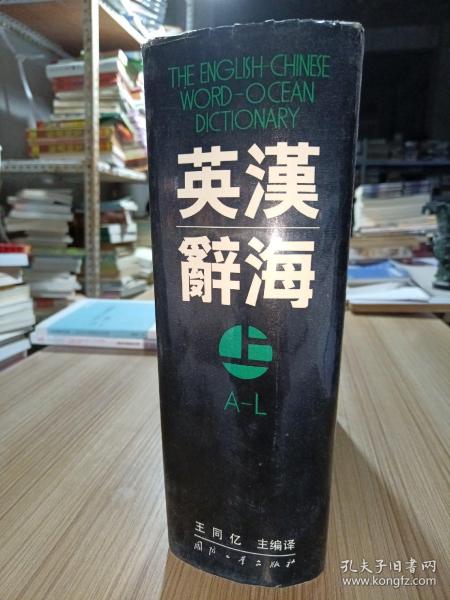 THE ENGLISH-CHINESE
WORD-OCEAN
DICTIONARY
英漢
辭海
上
A-L
王同亿 主编译
国防工业出版社
孔夫子旧书网
www.kongfz.com